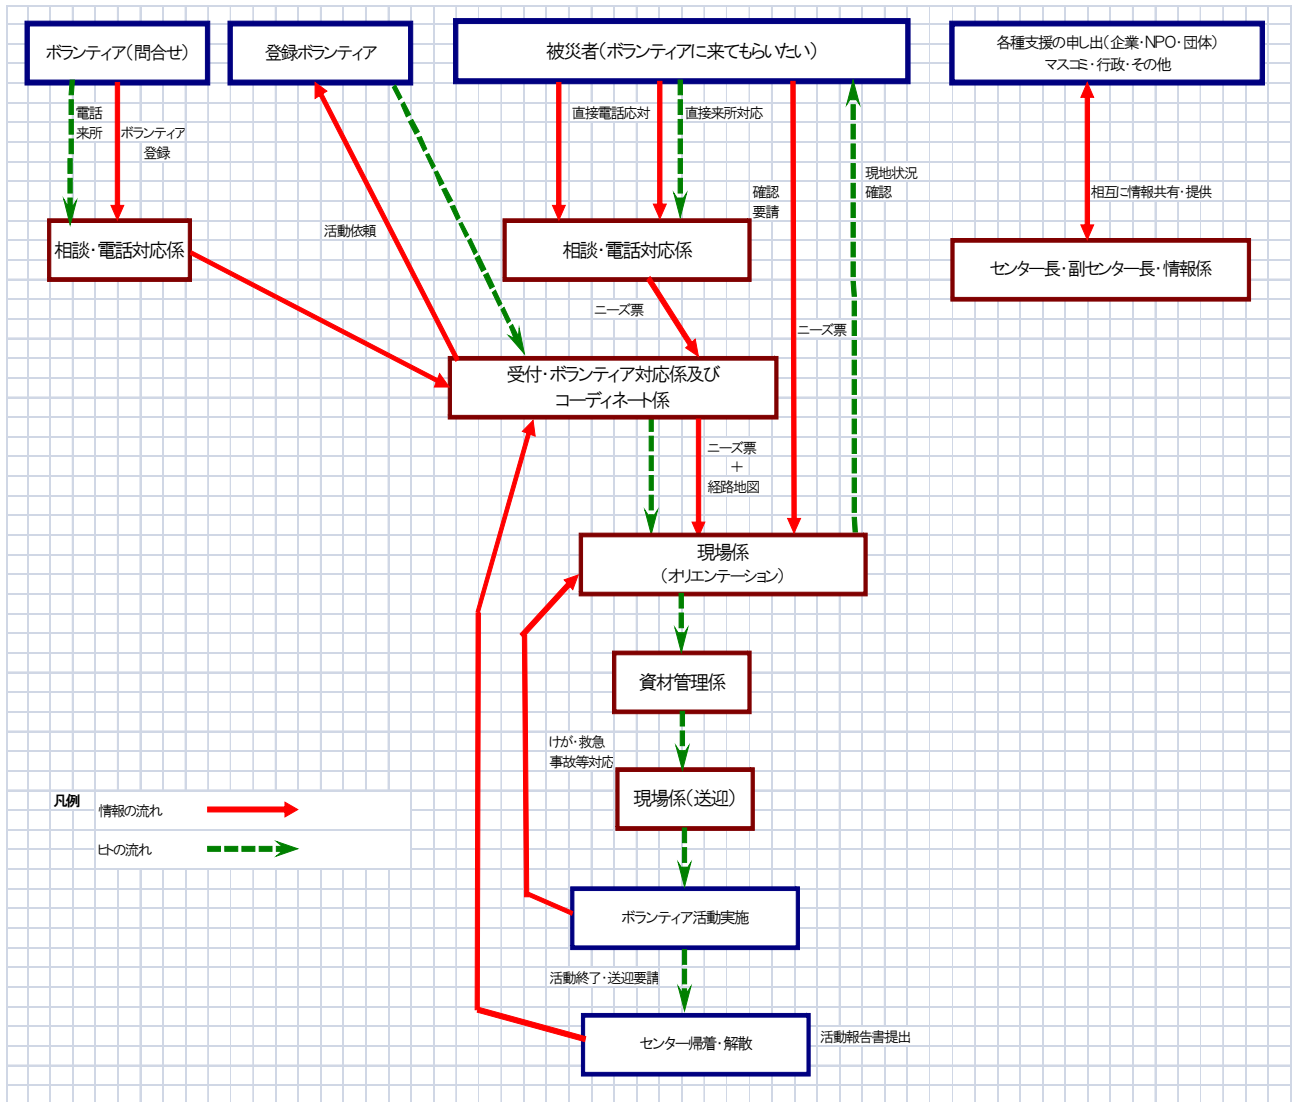 ボランティア(問合せ)
登録ボランティア
被災者(ボランティアに来てもらいたい)
各種支援の申し出(企業・NPO・団体)
マスコミ・行政・その他
電話
来所
ボランティア
登録
直接電話応対
直接来所対応
確認
要請
現地状況
確認
相互に情報共有・提供
相談・電話対応係
活動依頼
相談・電話対応係
センター長・副センター長・情報係
ニーズ票
ニーズ票
受付・ボランティア対応係及び
コーディネート係
ニーズ票
+
経路地図
現場係
(オリエンテーション)
資材管理係
けが・救急
事故等対応
現場係(送迎)
凡例
情報の流れ
ヒトの流れ
ボランティア活動実施
活動終了・送迎要請
センター帰着・解散
活動報告書提出